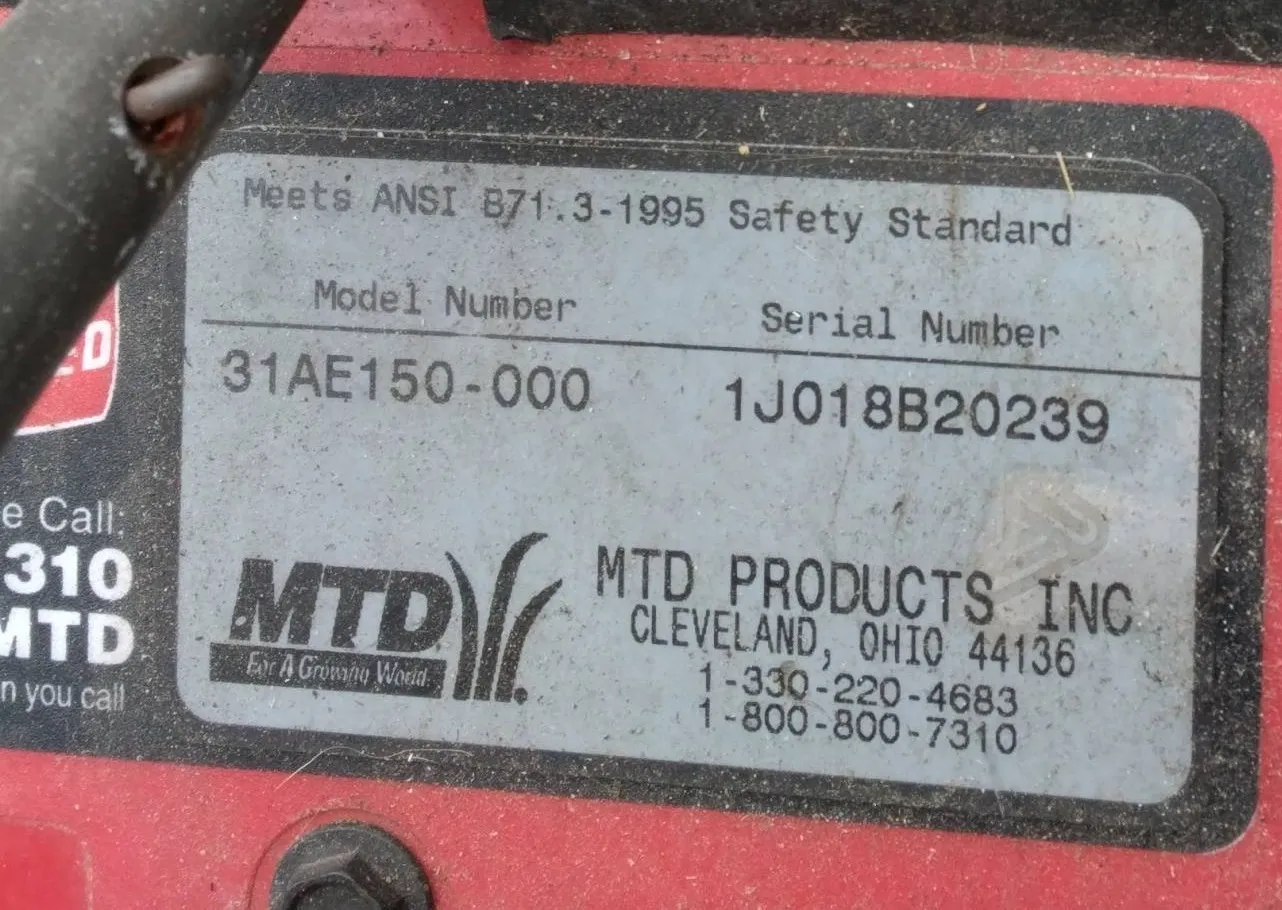 Meets ANSI B71.3-1995 Safety Standard
Model Number Serial Number
31AE150-000 1J018B20239
MTD
For A Growing World.
MTD PRODUCTS INC
CLEVELAND, OHIO 44136
1-330-220-4683
1-800-800-7310
ED
e Call:
310
MTD
n you call